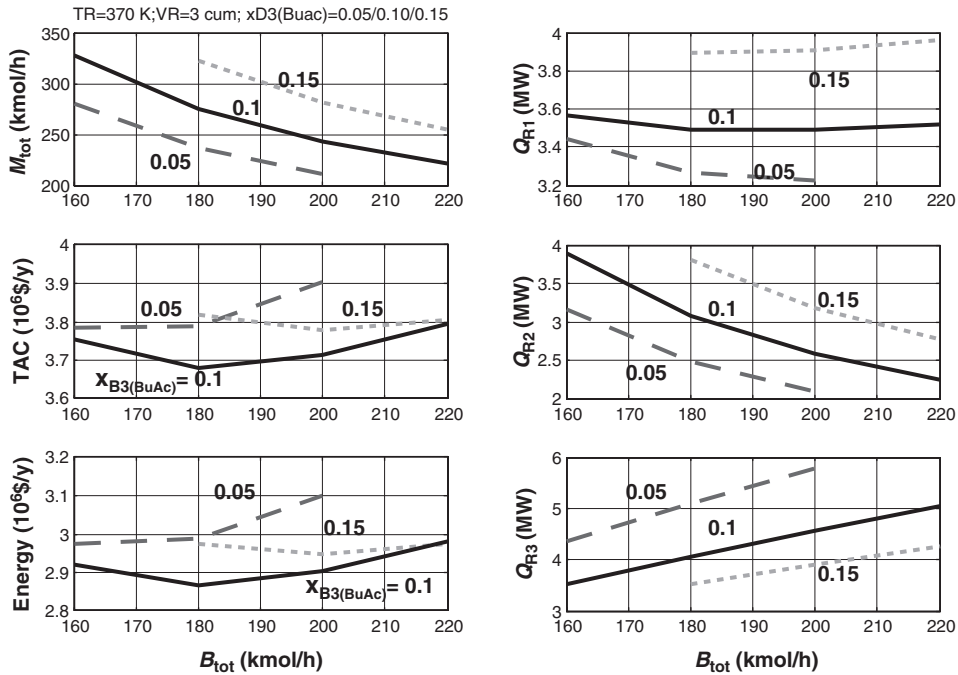 TR=370 K;VR=3 cum; xD3(Buac)=0.05/0.10/0.15
M_tot (kmol/h)
350
300
250
200
0.15
0.1
0.05
160 170 180 190 200 210 220
Q_R1 (MW)
4
3.8
3.6
3.4
3.2
0.15
0.1
0.05
160 170 180 190 200 210 220
TAC (10⁶$/y)
4
3.9
3.8
3.7
3.6
0.05
0.15
x_B3(BuAc)= 0.1
160 170 180 190 200 210 220
Q_R2 (MW)
4
3.5
3
2.5
2
0.1
0.15
0.05
160 170 180 190 200 210 220
Energy (10⁶$/y)
3.2
3.1
3
2.9
2.8
0.05
0.15
x_B3(BuAc)= 0.1
160 170 180 190 200 210 220
B_tot (kmol/h)
Q_R3 (MW)
6
5
4
3
0.05
0.1
0.15
160 170 180 190 200 210 220
B_tot (kmol/h)